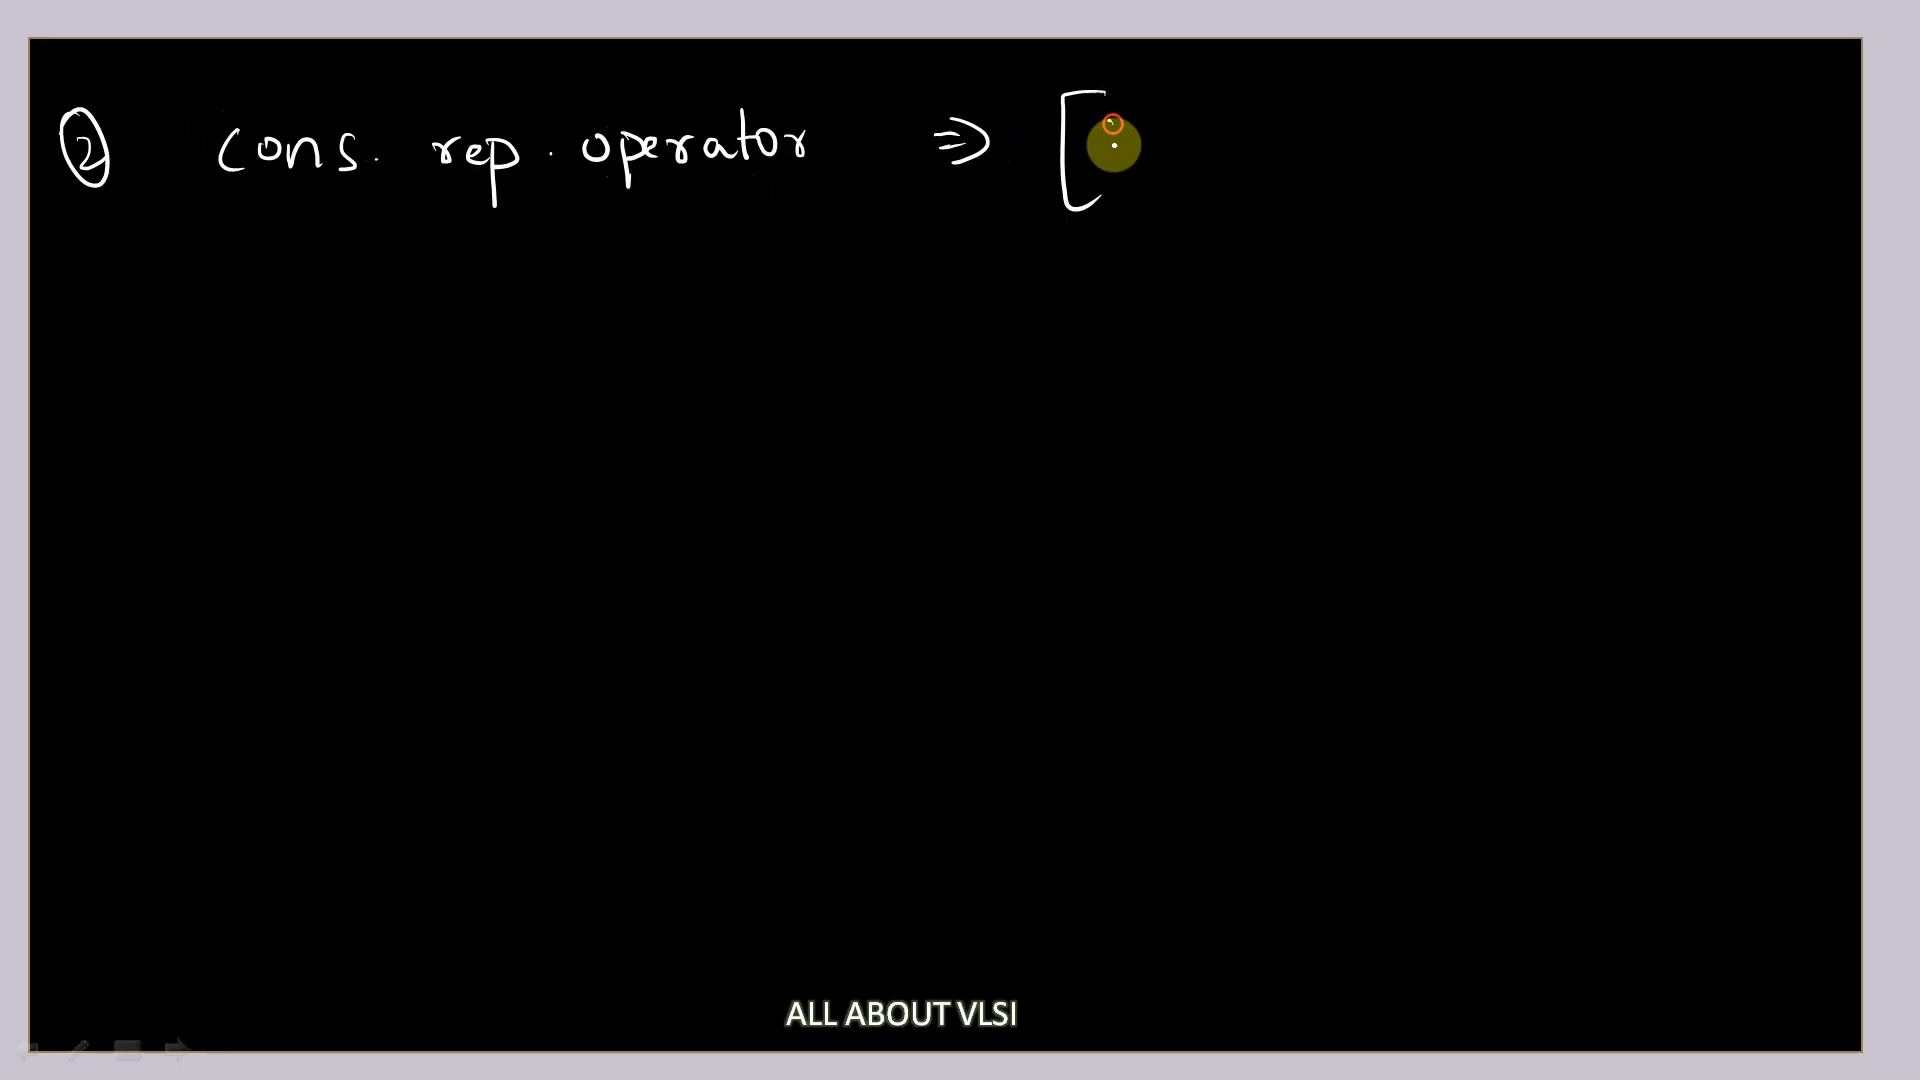 ② cons. rep. operator ⇒ [
ALL ABOUT VLSI